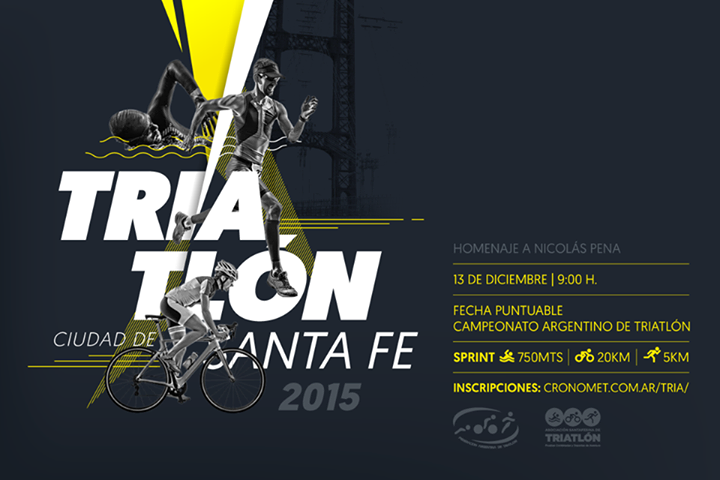 TRIA
TLÓN
CIUDAD DE SANTA FE
2015
HOMENAJE A NICOLÁS PENA
13 DE DICIEMBRE | 9:00 H.
FECHA PUNTUABLE
CAMPEONATO ARGENTINO DE TRIATLÓN
SPRINT 750MTS | 20KM | 5KM
INSCRIPCIONES: CRONOMET.COM.AR/TRIA/
TRIATLÓN